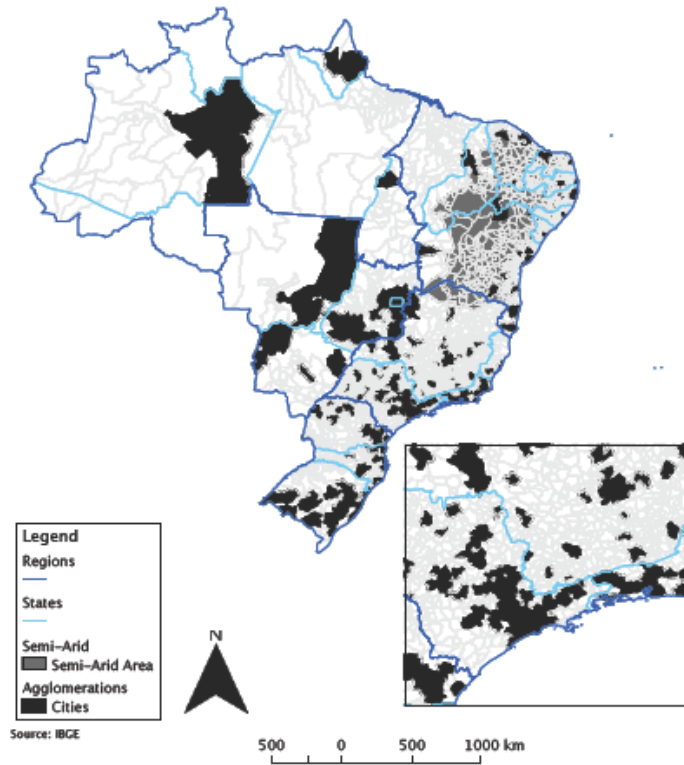 Legend
Regions
States
Semi-Arid
Semi-Arid Area
Agglomerations
Cities
Source: IBGE
N
500 0 500 1000 km